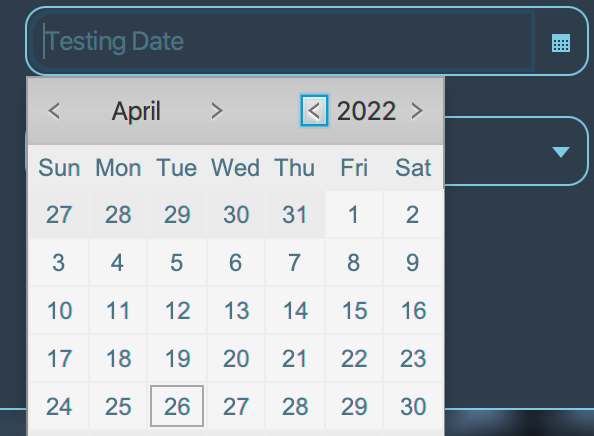 Testing Date
< April > < 2022 >
Sun Mon Tue Wed Thu Fri Sat
27 28 29 30 31 1 2
3 4 5 6 7 8 9
10 11 12 13 14 15 16
17 18 19 20 21 22 23
24 25 26 27 28 29 30